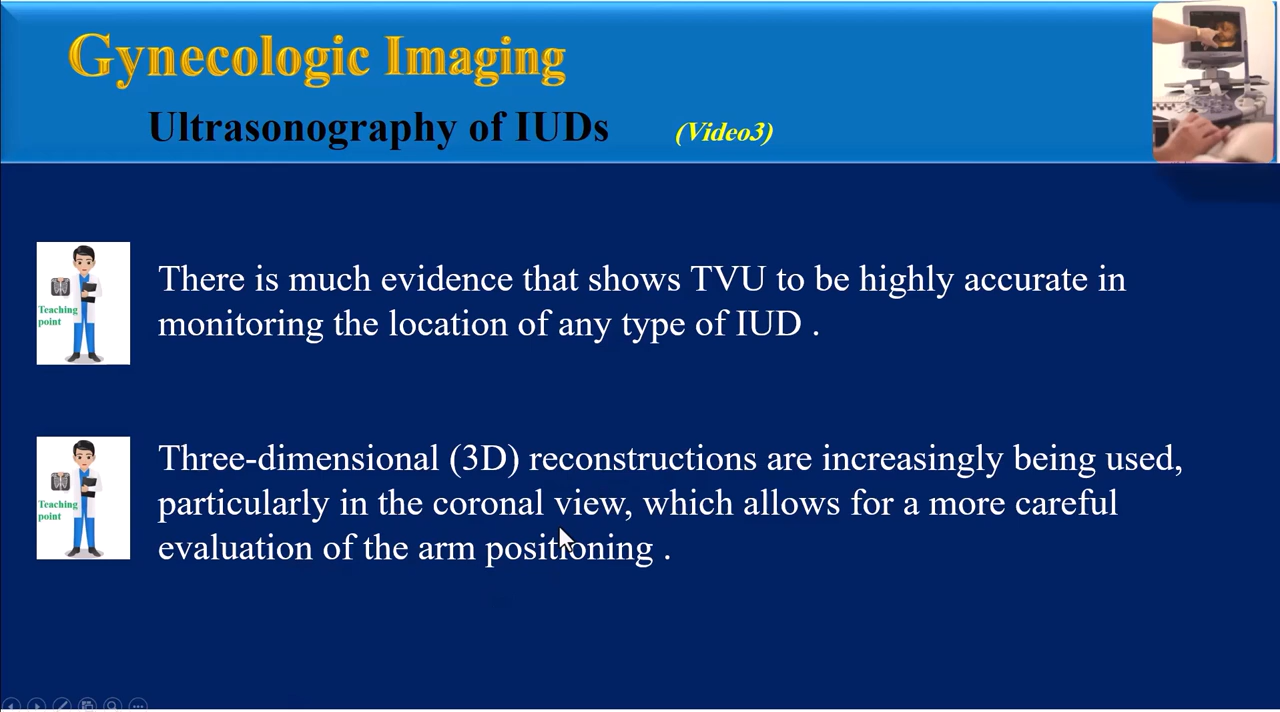 Gynecologic Imaging
Ultrasonography of IUDs (Video3)
Teaching
point
There is much evidence that shows TVU to be highly accurate in
monitoring the location of any type of IUD .
Teaching
point
Three-dimensional (3D) reconstructions are increasingly being used,
particularly in the coronal view, which allows for a more careful
evaluation of the arm positioning .